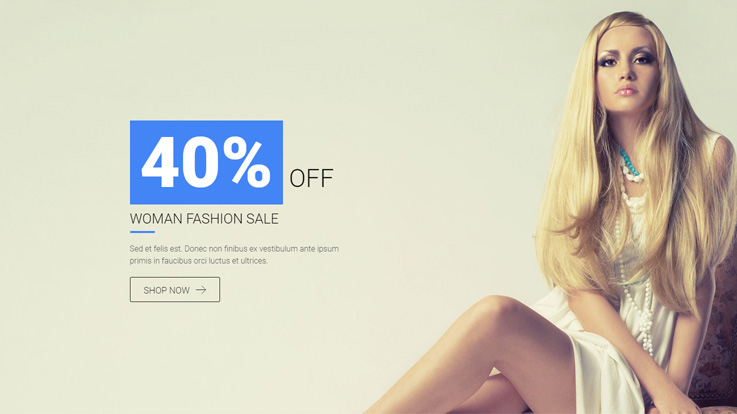 40% OFF
WOMAN FASHION SALE
Sed et felis est. Donec non finibus ex vestibulum ante ipsum
primis in faucibus orci luctus et ultrices.
SHOP NOW →